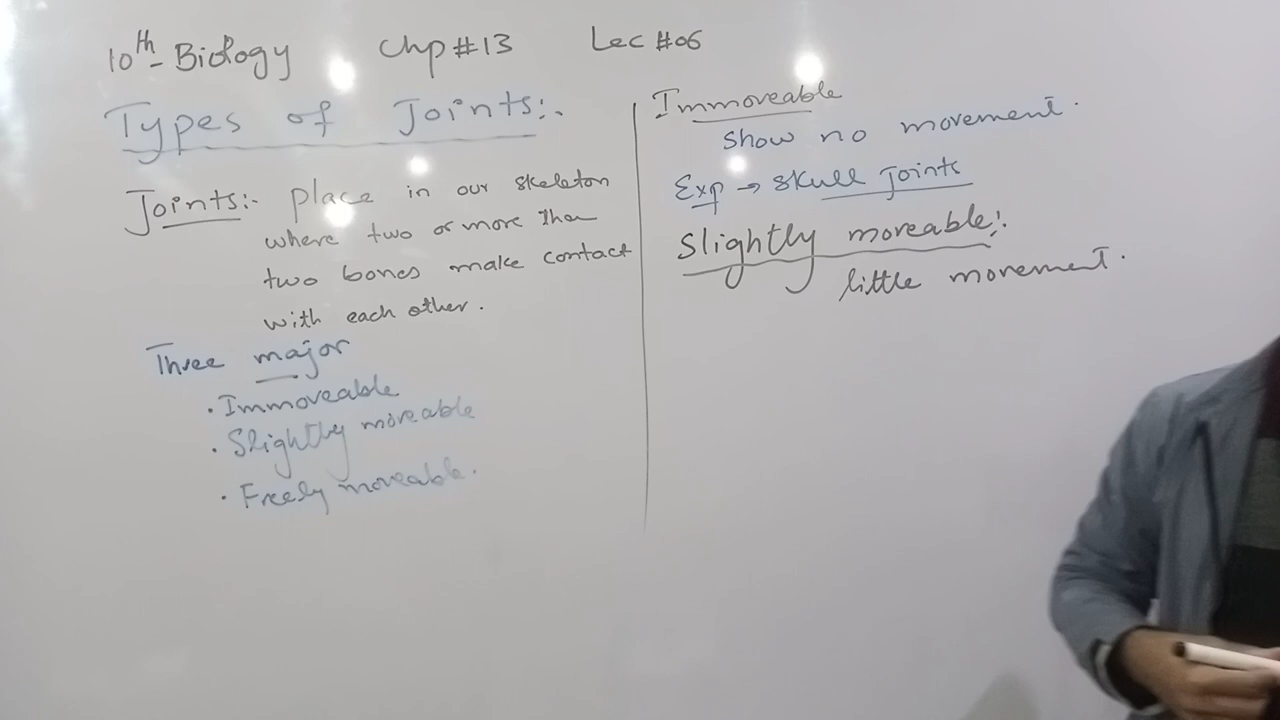 10th - Biology Chp #13 Lec #06
Types of Joints:.
Joints:- place in our skeleton
where two or more than
two bones make contact
with each other.
Three major
· Immoveable
· Slightly moveable
· Freely moveable.
Immoveable
show no movement.
Exp → skull joints
Slightly moveable:.
little movement.